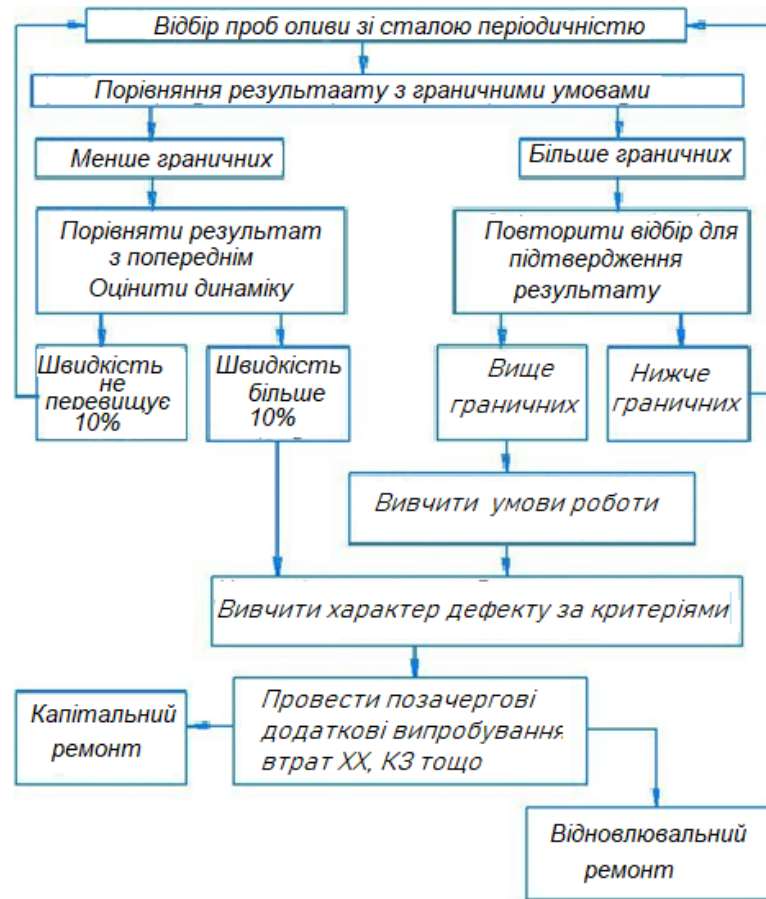 Відбір проб оливи зі сталою періодичністю
Порівняння результаату з граничними умовами
Менше граничних
Більше граничних
Порівняти результат
з попереднім
Оцінити динаміку
Повторити відбір для
підтвердження
результату
Швидкість
не
перевищує
10%
Швидкість
більше
10%
Вище
граничних
Нижче
граничних
Вивчити умови роботи
Вивчити характер дефекту за критеріями
Провести позачергові
додаткові випробування
втрат ХХ, КЗ тощо
Капітальний
ремонт
Відновлювальний
ремонт